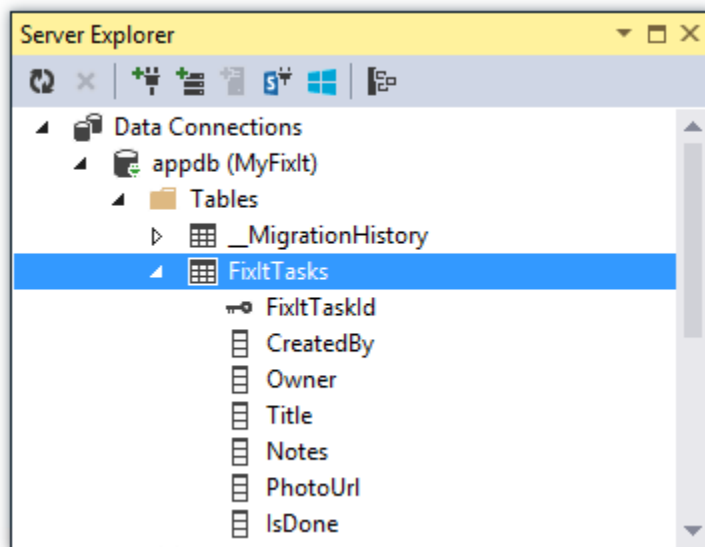 Server Explorer
Data Connections
appdb (MyFixIt)
Tables
__MigrationHistory
FixItTasks
FixItTaskId
CreatedBy
Owner
Title
Notes
PhotoUrl
IsDone